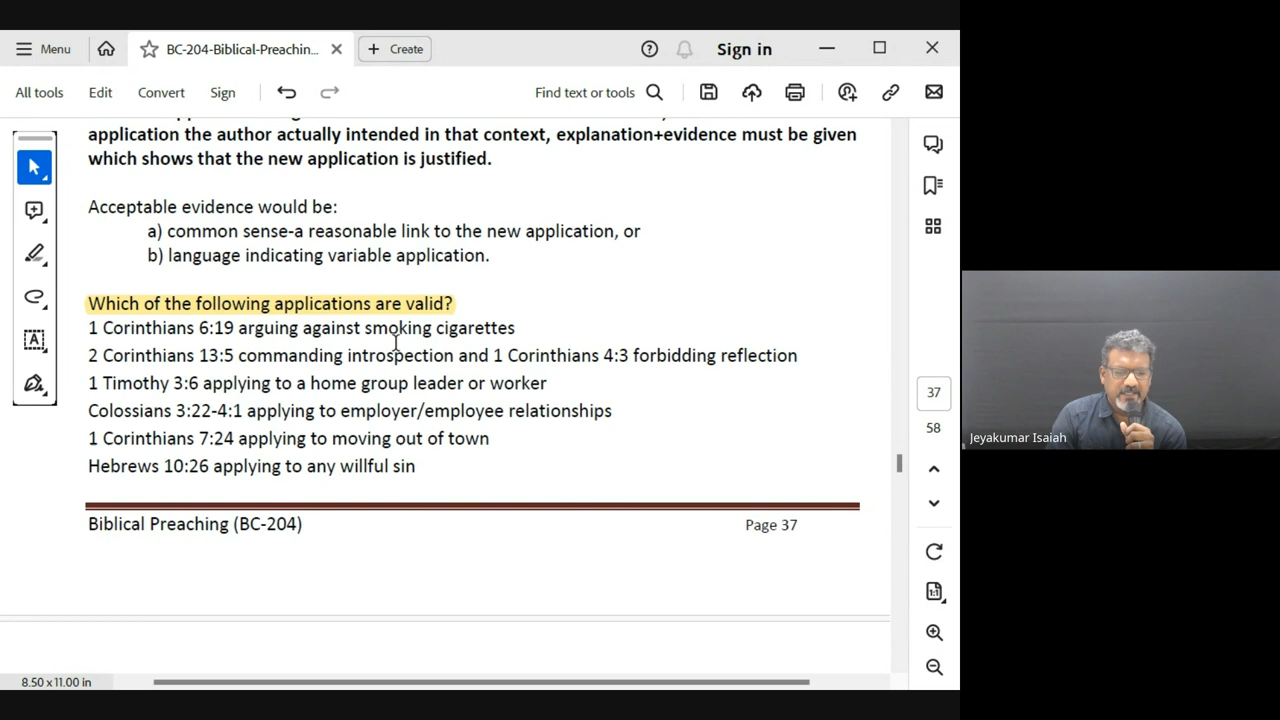 Menu
BC-204-Biblical-Preachin...
Create
Sign in
All tools
Edit
Convert
Sign
Find text or tools
application the author actually intended in that context, explanation+evidence must be given
which shows that the new application is justified.
Acceptable evidence would be:
a) common sense-a reasonable link to the new application, or
b) language indicating variable application.
Which of the following applications are valid?
1 Corinthians 6:19 arguing against smoking cigarettes
2 Corinthians 13:5 commanding introspection and 1 Corinthians 4:3 forbidding reflection
1 Timothy 3:6 applying to a home group leader or worker
Colossians 3:22-4:1 applying to employer/employee relationships
1 Corinthians 7:24 applying to moving out of town
Hebrews 10:26 applying to any willful sin
Biblical Preaching (BC-204)
Page 37
37
58
8.50 x 11.00 in
Jeyakumar Isaiah